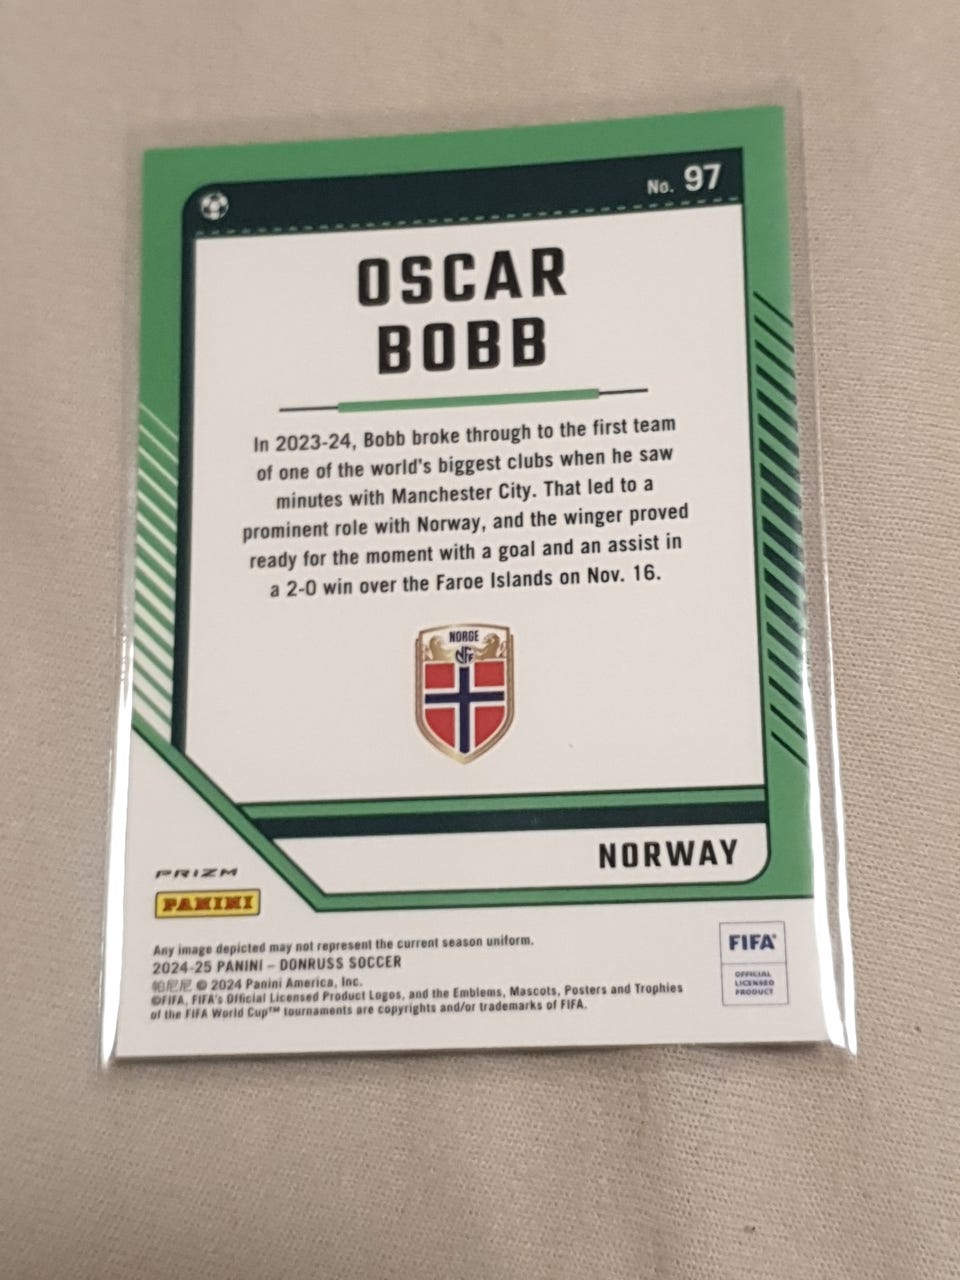 No. 97
OSCAR
BOBB
In 2023-24, Bobb broke through to the first team
of one of the world's biggest clubs when he saw
minutes with Manchester City. That led to a
prominent role with Norway, and the winger proved
ready for the moment with a goal and an assist in
a 2-0 win over the Faroe Islands on Nov. 16.
NORGE
NFF
NORWAY
PRIZM
PANINI
Any image depicted may not represent the current season uniform.
2024-25 PANINI – DONRUSS SOCCER
帕尼尼 © 2024 Panini America, Inc.
©FIFA, FIFA's Official Licensed Product Logos, and the Emblems, Mascots, Posters and Trophies
of the FIFA World Cup™ tournaments are copyrights and/or trademarks of FIFA.
FIFA®
OFFICIAL
LICENSED
PRODUCT